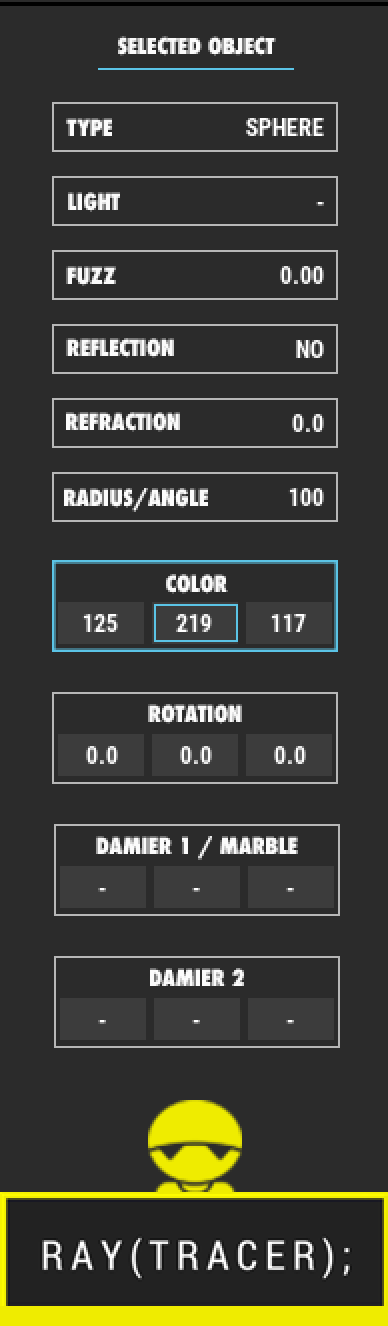 SELECTED OBJECT
TYPE SPHERE
LIGHT -
FUZZ 0.00
REFLECTION NO
REFRACTION 0.0
RADIUS/ANGLE 100
COLOR
125 219 117
ROTATION
0.0 0.0 0.0
DAMIER 1 / MARBLE
- - -
DAMIER 2
- - -
RAY(TRACER);